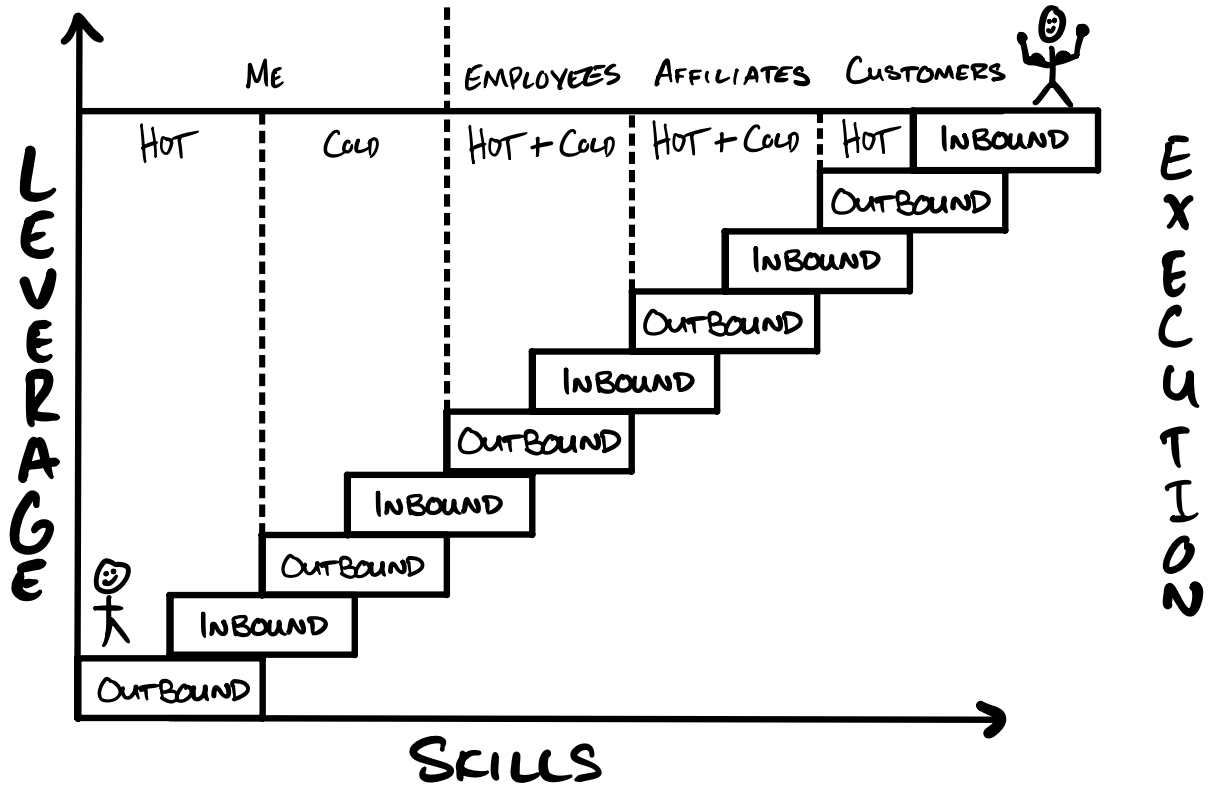 ME EMPLOYEES AFFILIATES CUSTOMERS
HOT COLD HOT + COLD HOT + COLD HOT INBOUND
OUTBOUND
INBOUND
OUTBOUND
INBOUND
OUTBOUND
INBOUND
OUTBOUND
INBOUND
OUTBOUND
LEVERAGE
SKILLS
EXECUTION